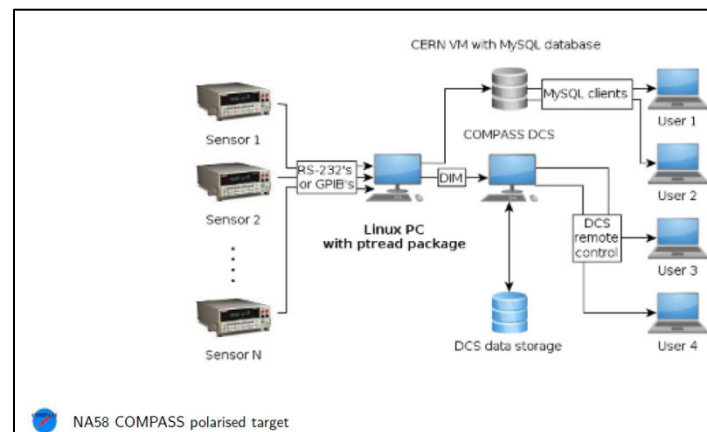 CERN VM with MySQL database
MySQL clients
User 1
Sensor 1
COMPASS DCS
RS-232's
or GPIB's
DIM
User 2
Sensor 2
Linux PC
with ptread package
DCS
remote
control
User 3
Sensor N
DCS data storage
User 4
NA58 COMPASS polarised target